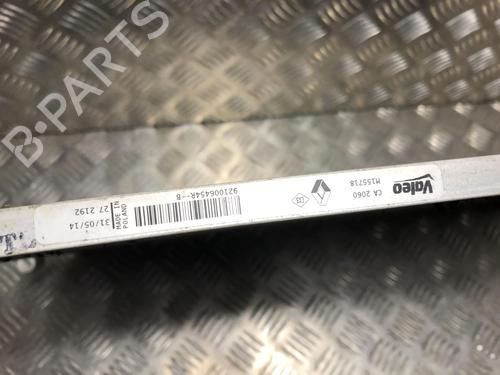 B-PARTS
Valeo
CA 2060
M155718
921006454R--B
MADE IN
POLAND
31/05/14
27 2192